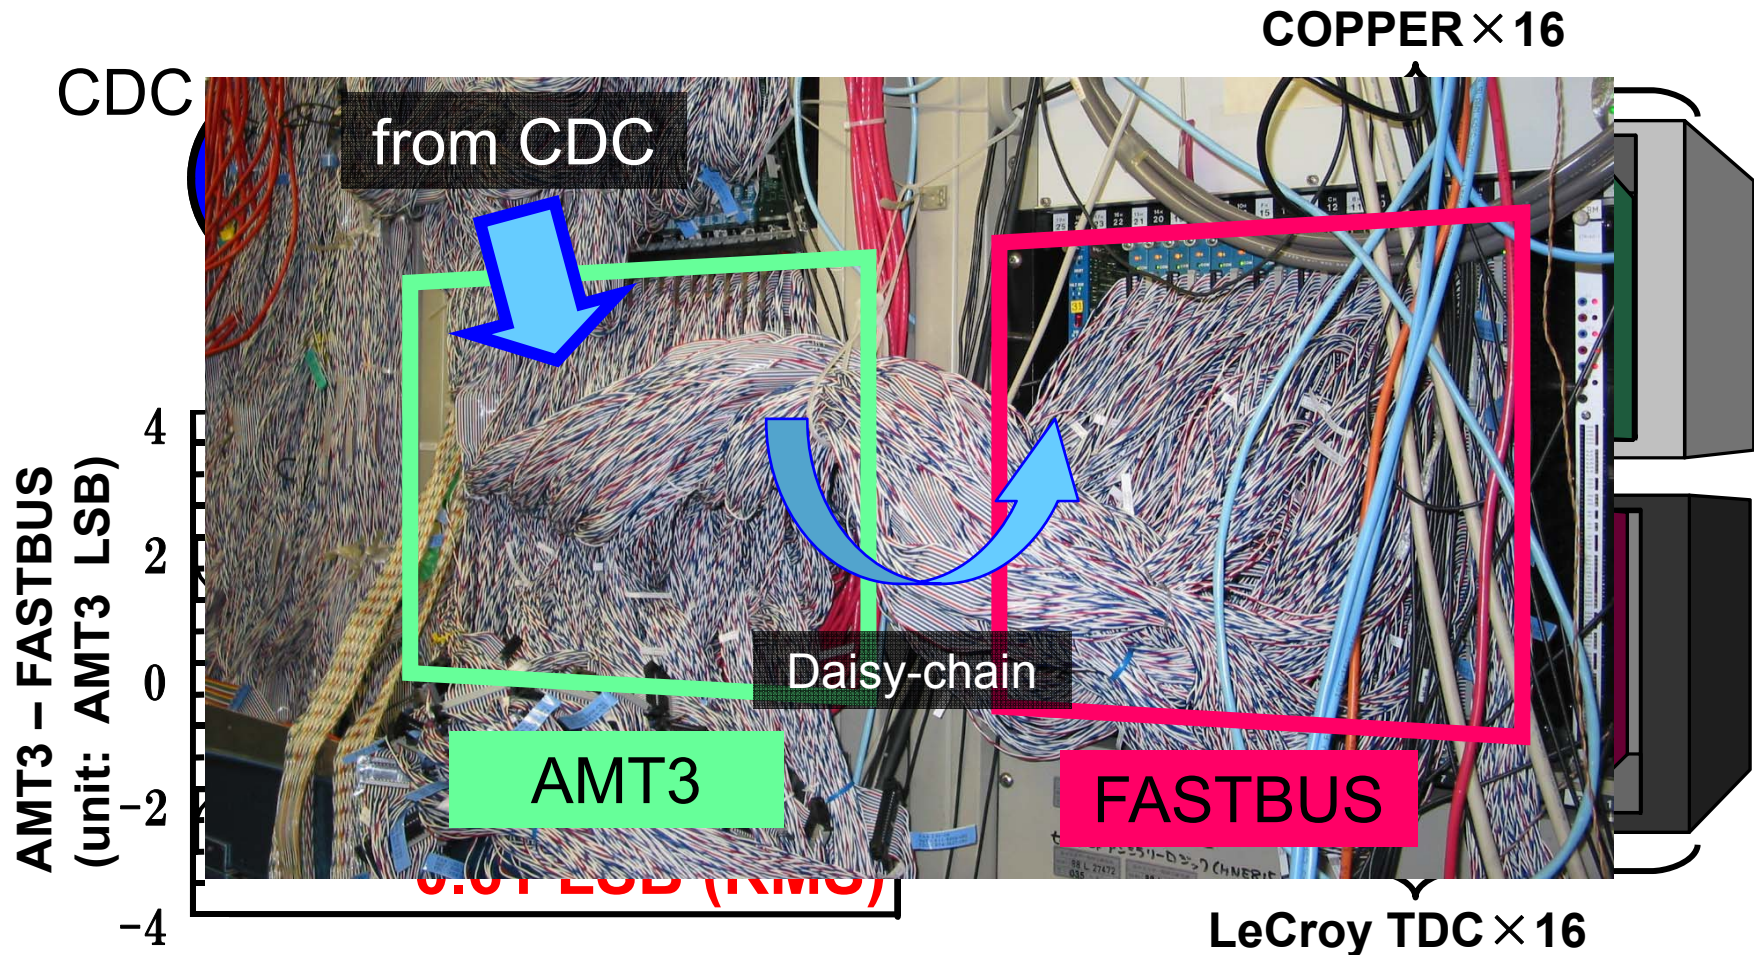 COPPER×16
CDC
from CDC
4
2
0
−2
−4
AMT3 – FASTBUS
(unit: AMT3 LSB)
Daisy-chain
AMT3
FASTBUS
LeCroy TDC×16